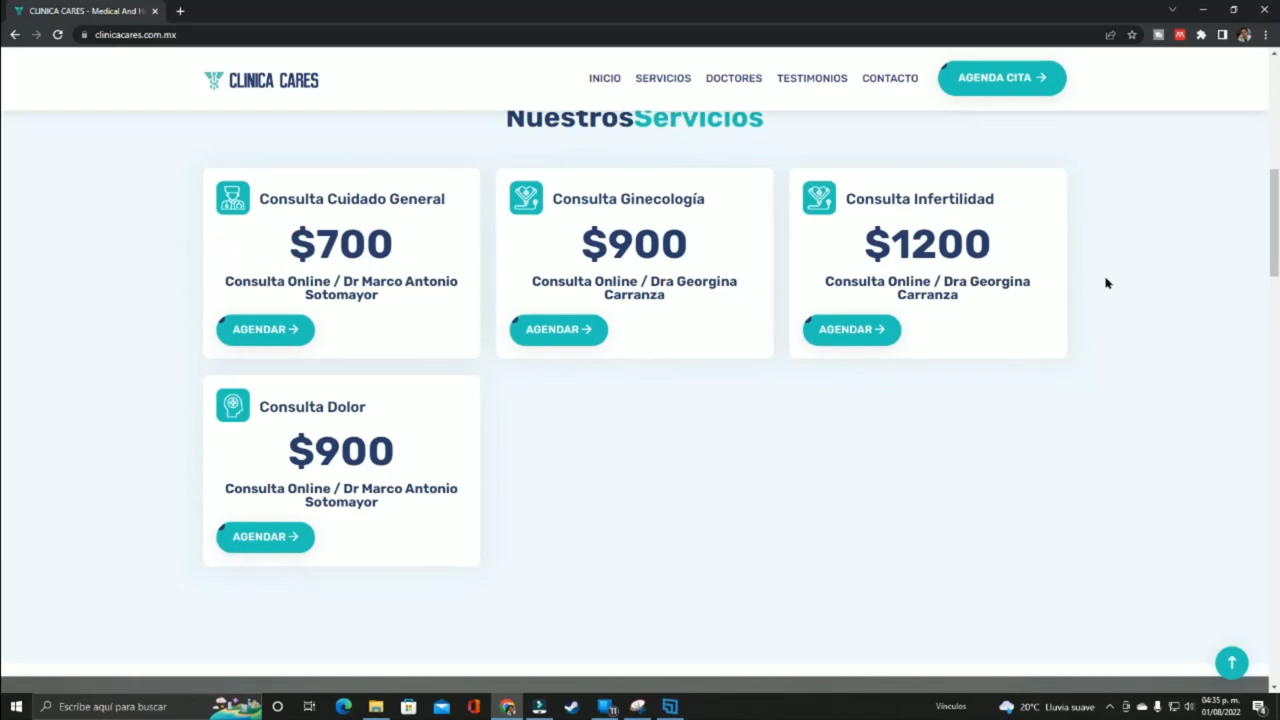 CLINICA CARES - Medical And H
clinicacares.com.mx
CLINICA CARES
INICIO
SERVICIOS
DOCTORES
TESTIMONIOS
CONTACTO
AGENDA CITA
NuestrosServicios
Consulta Cuidado General
$700
Consulta Online / Dr Marco Antonio
Sotomayor
AGENDAR
Consulta Ginecología
$900
Consulta Online / Dra Georgina
Carranza
AGENDAR
Consulta Infertilidad
$1200
Consulta Online / Dra Georgina
Carranza
AGENDAR
Consulta Dolor
$900
Consulta Online / Dr Marco Antonio
Sotomayor
AGENDAR
Escribe aquí para buscar
Vínculos
20°C Lluvia suave
04:35 p. m.
01/08/2022